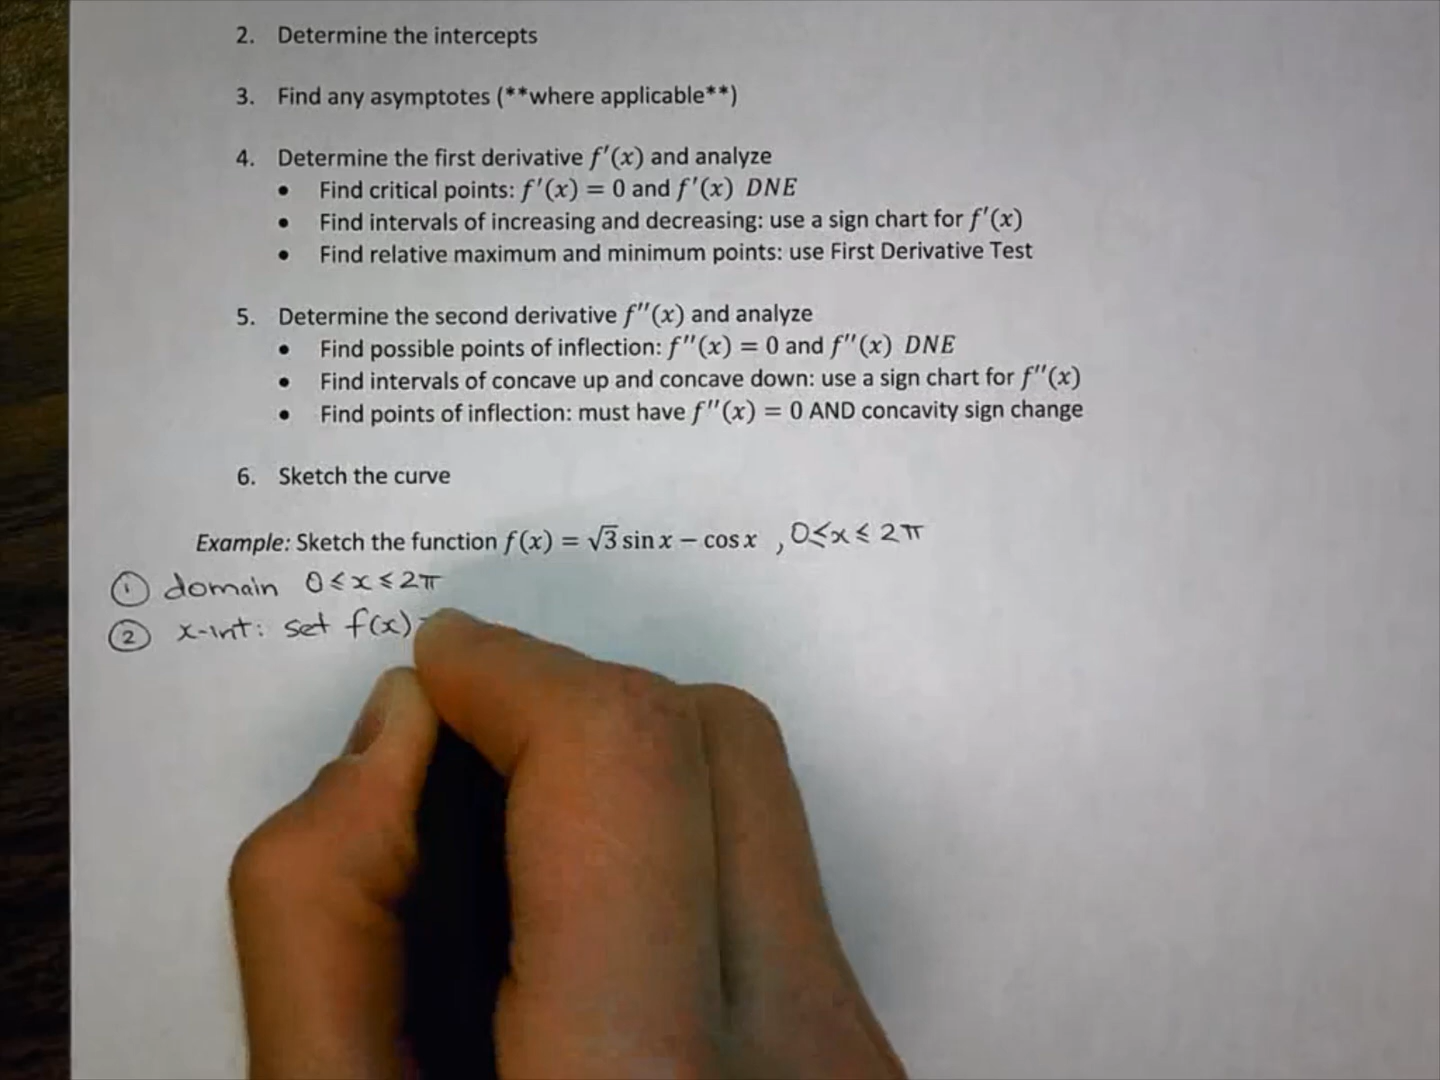 2. Determine the intercepts
3. Find any asymptotes (**where applicable**)
4. Determine the first derivative f'(x) and analyze
• Find critical points: f'(x) = 0 and f'(x) DNE
• Find intervals of increasing and decreasing: use a sign chart for f'(x)
• Find relative maximum and minimum points: use First Derivative Test
5. Determine the second derivative f''(x) and analyze
• Find possible points of inflection: f''(x) = 0 and f''(x) DNE
• Find intervals of concave up and concave down: use a sign chart for f''(x)
• Find points of inflection: must have f''(x) = 0 AND concavity sign change
6. Sketch the curve
Example: Sketch the function f(x) = √3 sin x − cos x , 0≤x≤2π
① domain 0≤x≤2π
② x-int: set f(x)=